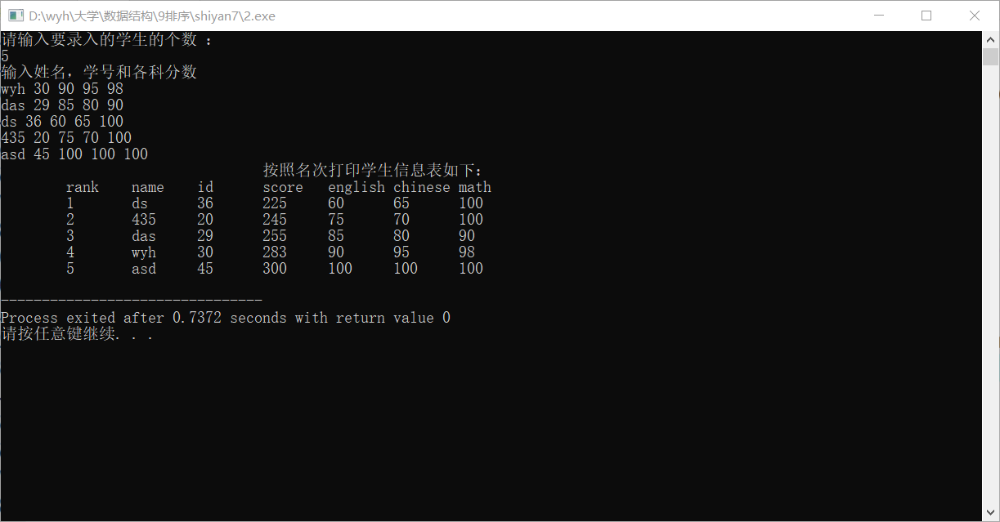 D:\wyh\大学\数据结构\9排序\shiyan7\2.exe
请输入要录入的学生的个数 :
5
输入姓名, 学号和各科分数
wyh 30 90 95 98
das 29 85 80 90
ds 36 60 65 100
435 20 75 70 100
asd 45 100 100 100
按照名次打印学生信息表如下:
rank name id score english chinese math
1 ds 36 225 60 65 100
2 435 20 245 75 70 100
3 das 29 255 85 80 90
4 wyh 30 283 90 95 98
5 asd 45 300 100 100 100
--------------------------------
Process exited after 0.7372 seconds with return value 0
请按任意键继续. . .